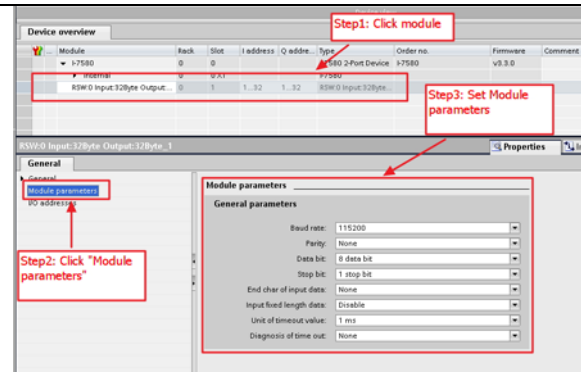 Step1: Click module
Device overview
... Module Rack Slot I address Q addre... Type Order no. Firmware Comment
I-7580 0 0 I-7580 2-Port Device I-7580 v3.3.0
Internal 0 0 X1 I-7580
RSW:0 Input:32Byte Output:... 0 1 1...32 1...32 RSW:0 Input:32Byte...
Step3: Set Module
parameters
RSW:0 Input:32Byte Output:32Byte_1
Properties
General
General
Module parameters
I/O addresses
Step2: Click "Module
parameters"
Module parameters
General parameters
Baud rate: 115200
Parity: None
Data bit: 8 data bit
Stop bit: 1 stop bit
End char of input data: None
Input fixed length data: Disable
Unit of timeout value: 1 ms
Diagnosis of time out: None